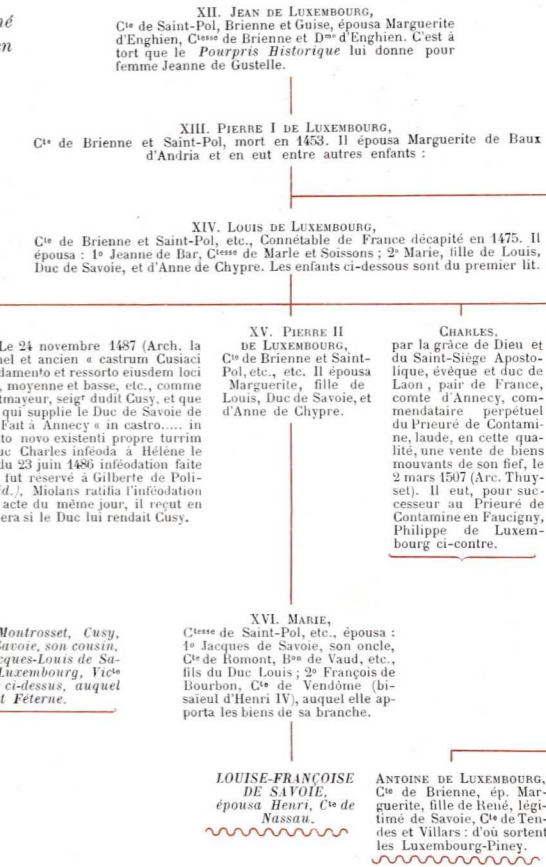 né
en
XII. JEAN DE LUXEMBOURG,
Cte de Saint-Pol, Brienne et Guise, épousa Marguerite
d'Enghien, Ctesse de Brienne et Dme d'Enghien. C'est à
tort que le Pourpris Historique lui donne pour
femme Jeanne de Gustelle.
XIII. PIERRE I DE LUXEMBOURG,
Cte de Brienne et Saint-Pol, mort en 1453. Il épousa Marguerite de Baux
d'Andria et en eut entre autres enfants :
XIV. LOUIS DE LUXEMBOURG,
Cte de Brienne et Saint-Pol, etc., Connétable de France décapité en 1475. Il
épousa : 1o Jeanne de Bar, Ctesse de Marle et Soissons ; 2o Marie, fille de Louis,
Duc de Savoie, et d'Anne de Chypre. Les enfants ci-dessous sont du premier lit.
Le 24 novembre 1487 (Arch. la
nel et ancien « castrum Cusiaci
damento et ressorto eiusdem loci
, moyenne et basse, etc., comme
tmayeur, seigr dudit Cusy, et que
qui supplie le Duc de Savoie de
Fait à Annecy « in castro..... in
to novo existenti propre turrim
uc Charles inféoda à Hélène le
du 23 juin 1486 inféodation faite
fut réservé à Gilberte de Poli-
id.), Miolans ratifia l'inféodation
acte du même jour, il reçut en
era si le Duc lui rendait Cusy.
XV. PIERRE II
DE LUXEMBOURG,
Cte de Brienne et Saint-
Pol, etc., etc. Il épousa
Marguerite, fille de
Louis, Duc de Savoie, et
d'Anne de Chypre.
CHARLES.
par la grâce de Dieu et
du Saint-Siège Aposto-
lique, évêque et duc de
Laon, pair de France,
comte d'Annecy, com-
mendataire perpétuel
du Prieuré de Contami-
ne, laude, en cette qua-
lité, une vente de biens
mouvants de son fief, le
2 mars 1507 (Arc. Thuy-
set). Il eut, pour suc-
cesseur au Prieuré de
Contamine en Faucigny,
Philippe de Luxem-
bourg ci-contre.
Montrosset, Cusy,
Savoie, son cousin,
cques-Louis de Sa-
Luxembourg, Victe
ci-dessus, auquel
t Féterne.
XVI. MARIE,
Ctesse de Saint-Pol, etc., épousa :
1o Jacques de Savoie, son oncle,
Cte de Romont, Bon de Vaud, etc.,
fils du Duc Louis ; 2o François de
Bourbon, Cte de Vendôme (bi-
saïeul d'Henri IV), auquel elle ap-
porta les biens de sa branche.
LOUISE-FRANÇOISE
DE SAVOIE,
épousa Henri, Cte de
Nassau.
ANTOINE DE LUXEMBOURG,
Cte de Brienne, ép. Mar-
guerite, fille de René, légi-
timé de Savoie, Cte de Ten-
des et Villars : d'où sortent
les Luxembourg-Piney.